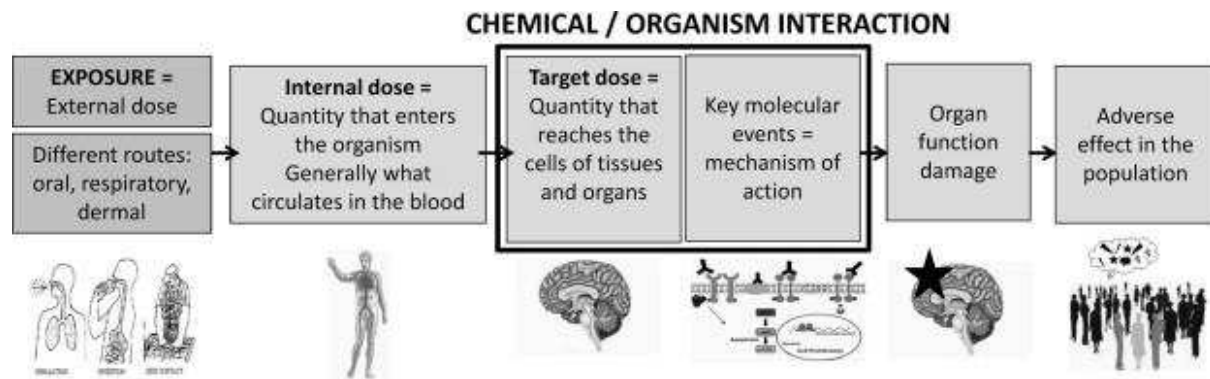 CHEMICAL / ORGANISM INTERACTION
EXPOSURE =
External dose
Different routes:
oral, respiratory,
dermal
Internal dose =
Quantity that enters
the organism
Generally what
circulates in the blood
Target dose =
Quantity that
reaches the
cells of tissues
and organs
Key molecular
events =
mechanism of
action
Organ
function
damage
Adverse
effect in the
population